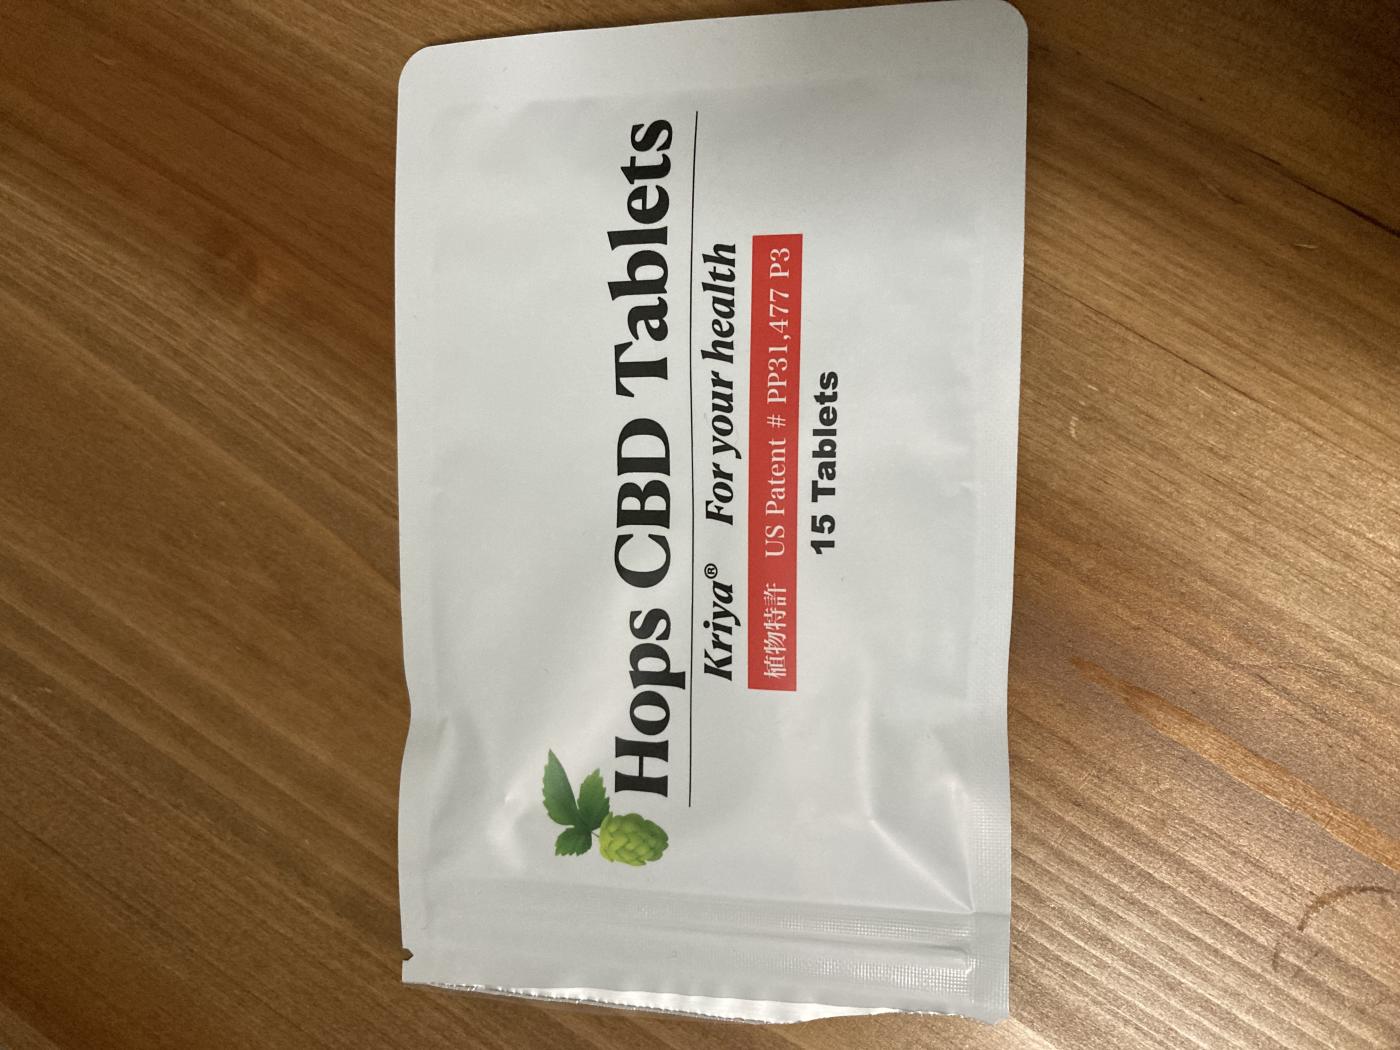 Hops CBD Tablets
Kriya® For your health
植物特許 US Patent # PP31,477 P3
15 Tablets